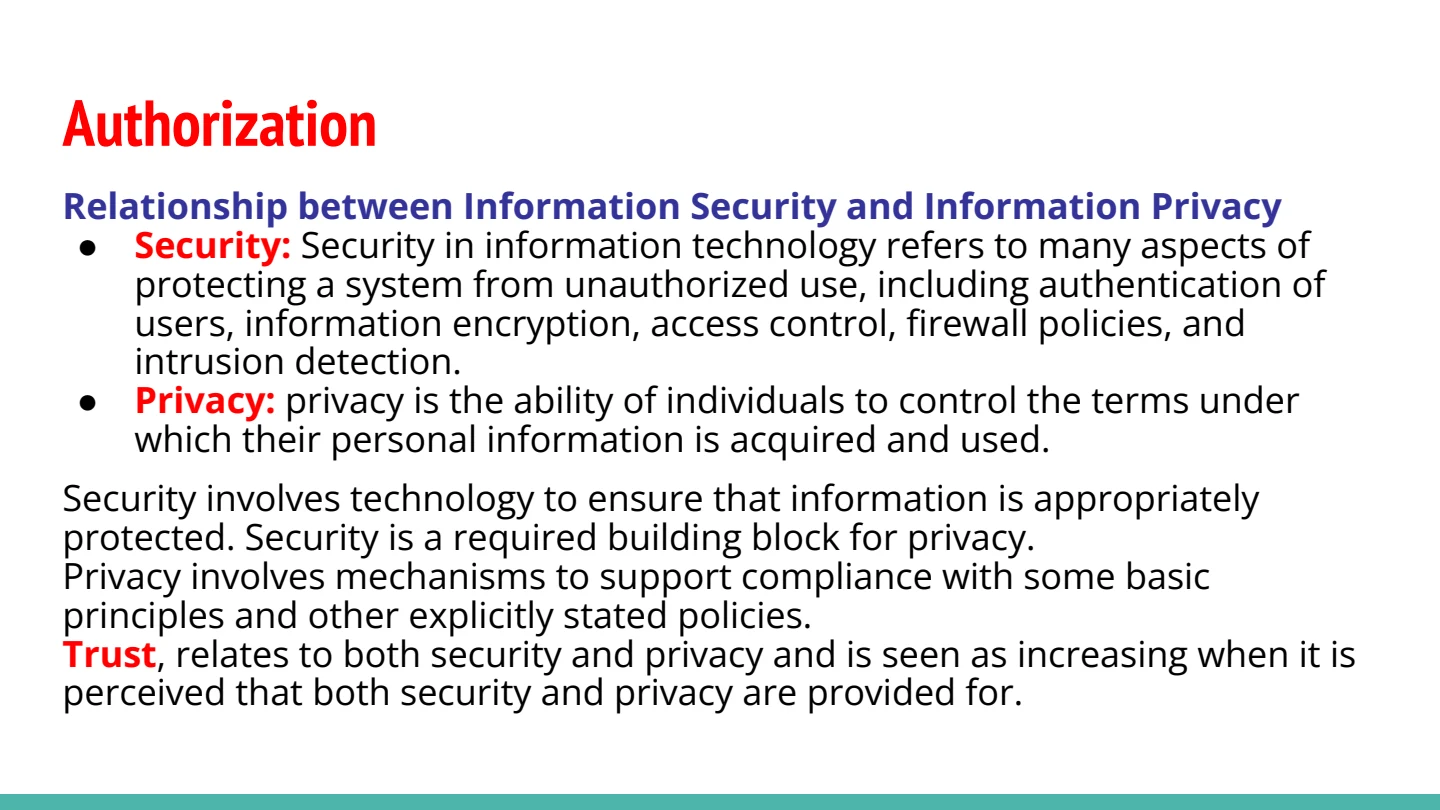 Authorization
Relationship between Information Security and Information Privacy
● Security: Security in information technology refers to many aspects of
protecting a system from unauthorized use, including authentication of
users, information encryption, access control, firewall policies, and
intrusion detection.
● Privacy: privacy is the ability of individuals to control the terms under
which their personal information is acquired and used.
Security involves technology to ensure that information is appropriately
protected. Security is a required building block for privacy.
Privacy involves mechanisms to support compliance with some basic
principles and other explicitly stated policies.
Trust, relates to both security and privacy and is seen as increasing when it is
perceived that both security and privacy are provided for.